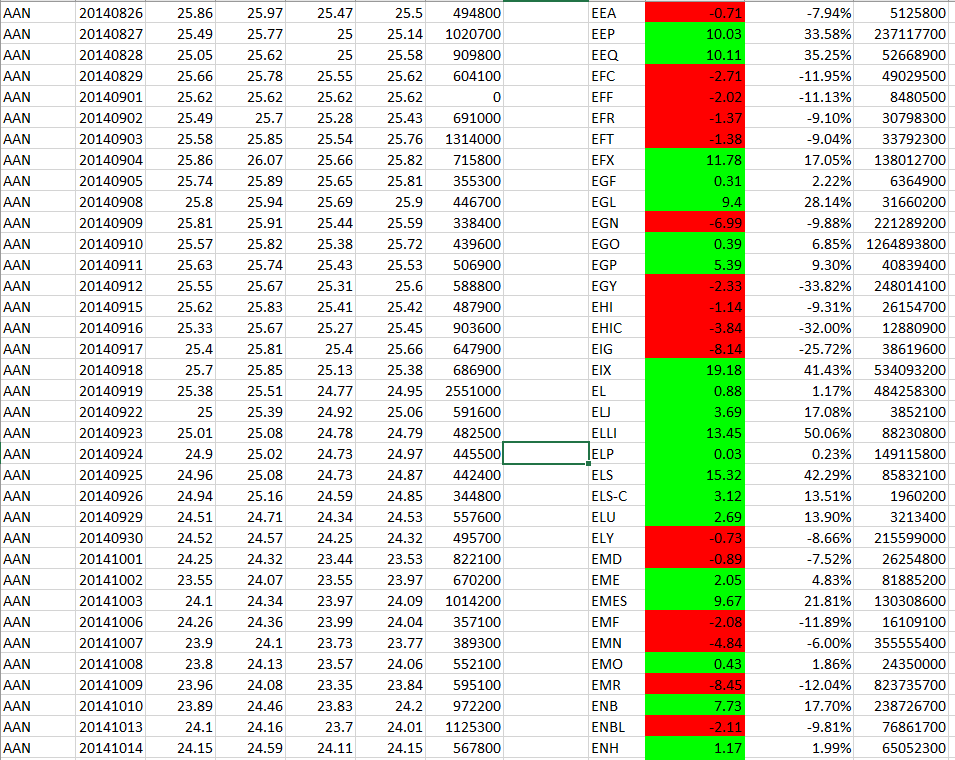 AAN 20140826 25.86 25.97 25.47 25.5 494800 EEA -0.71 -7.94% 5125800
AAN 20140827 25.49 25.77 25 25.14 1020700 EEP 10.03 33.58% 237117700
AAN 20140828 25.05 25.62 25 25.58 909800 EEQ 10.11 35.25% 52668900
AAN 20140829 25.66 25.78 25.55 25.62 604100 EFC -2.71 -11.95% 49029500
AAN 20140901 25.62 25.62 25.62 25.62 0 EFF -2.02 -11.13% 8480500
AAN 20140902 25.49 25.7 25.28 25.43 691000 EFR -1.37 -9.10% 30798300
AAN 20140903 25.58 25.85 25.54 25.76 1314000 EFT -1.38 -9.04% 33792300
AAN 20140904 25.86 26.07 25.66 25.82 715800 EFX 11.78 17.05% 138012700
AAN 20140905 25.74 25.89 25.65 25.81 355300 EGF 0.31 2.22% 6364900
AAN 20140908 25.8 25.94 25.69 25.9 446700 EGL 9.4 28.14% 31660200
AAN 20140909 25.81 25.91 25.44 25.59 338400 EGN -6.99 -9.88% 221289200
AAN 20140910 25.57 25.82 25.38 25.72 439600 EGO 0.39 6.85% 1264893800
AAN 20140911 25.63 25.74 25.43 25.53 506900 EGP 5.39 9.30% 40839400
AAN 20140912 25.55 25.67 25.31 25.6 588800 EGY -2.33 -33.82% 248014100
AAN 20140915 25.62 25.83 25.41 25.42 487900 EHI -1.14 -9.31% 26154700
AAN 20140916 25.33 25.67 25.27 25.45 903600 EHIC -3.84 -32.00% 12880900
AAN 20140917 25.4 25.81 25.4 25.66 647900 EIG -8.14 -25.72% 38619600
AAN 20140918 25.7 25.85 25.13 25.38 686900 EIX 19.18 41.43% 534093200
AAN 20140919 25.38 25.51 24.77 24.95 2551000 EL 0.88 1.17% 484258300
AAN 20140922 25 25.39 24.92 25.06 591600 ELJ 3.69 17.08% 3852100
AAN 20140923 25.01 25.08 24.78 24.79 482500 ELLI 13.45 50.06% 88230800
AAN 20140924 24.9 25.02 24.73 24.97 445500 ELP 0.03 0.23% 149115800
AAN 20140925 24.96 25.08 24.73 24.87 442400 ELS 15.32 42.29% 85832100
AAN 20140926 24.94 25.16 24.59 24.85 344800 ELS-C 3.12 13.51% 1960200
AAN 20140929 24.51 24.71 24.34 24.53 557600 ELU 2.69 13.90% 3213400
AAN 20140930 24.52 24.57 24.25 24.32 495700 ELY -0.73 -8.66% 215599000
AAN 20141001 24.25 24.32 23.44 23.53 822100 EMD -0.89 -7.52% 26254800
AAN 20141002 23.55 24.07 23.55 23.97 670200 EME 2.05 4.83% 81885200
AAN 20141003 24.1 24.34 23.97 24.09 1014200 EMES 9.67 21.81% 130308600
AAN 20141006 24.26 24.36 23.99 24.04 357100 EMF -2.08 -11.89% 16109100
AAN 20141007 23.9 24.1 23.73 23.77 389300 EMN -4.84 -6.00% 355555400
AAN 20141008 23.8 24.13 23.57 24.06 552100 EMO 0.43 1.86% 24350000
AAN 20141009 23.96 24.08 23.35 23.84 595100 EMR -8.45 -12.04% 823735700
AAN 20141010 23.89 24.46 23.83 24.2 972200 ENB 7.73 17.70% 238726700
AAN 20141013 24.1 24.16 23.7 24.01 1125300 ENBL -2.11 -9.81% 76861700
AAN 20141014 24.15 24.59 24.11 24.15 567800 ENH 1.17 1.99% 65052300